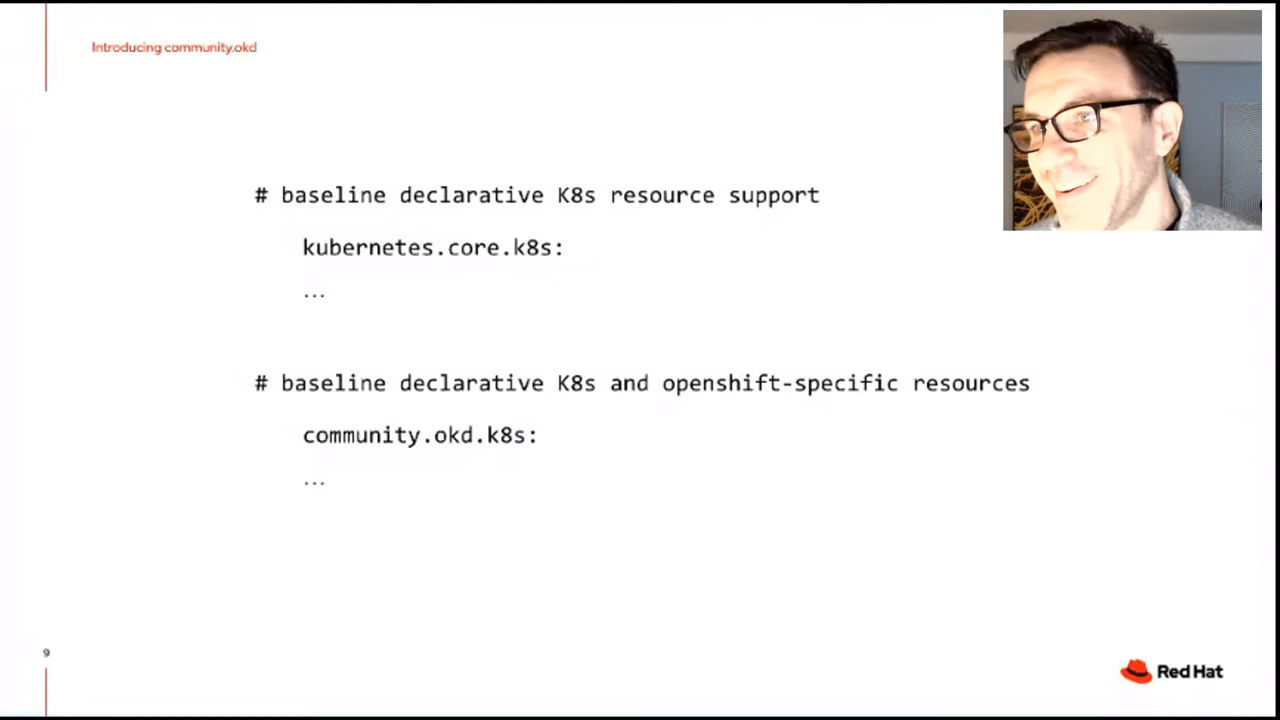 Introducing community.okd
# baseline declarative K8s resource support
kubernetes.core.k8s:
...
# baseline declarative K8s and openshift-specific resources
community.okd.k8s:
...
9
Red Hat